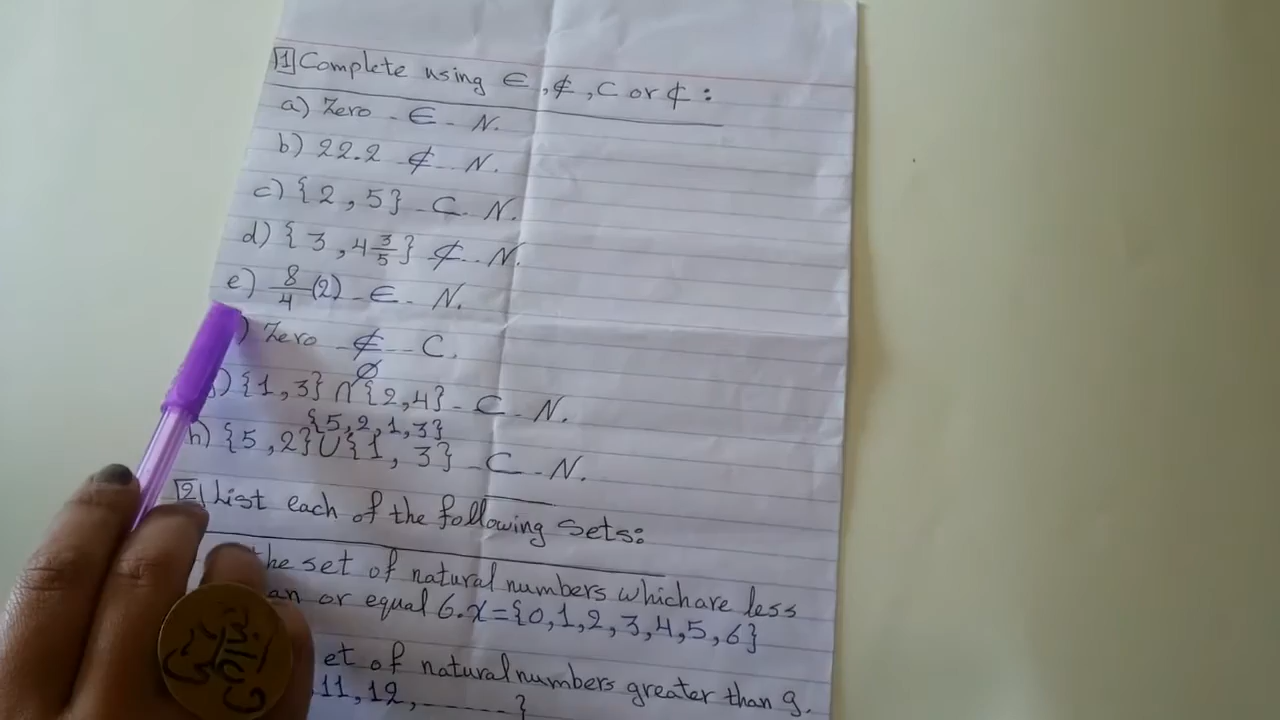 [1] Complete using ∈, ∉, ⊂ or ⊄ :
a) Zero - ∈ - N.
b) 22.2 ∉ - N.
c) {2, 5} - ⊂ - N.
d) {3, 4 3/5} ⊄ - N.
e) 8/4 (2) - ∈ - N.
) Zero - ∉ - C.
∅
) {1, 3} ∩ {2, 4} - ⊂ - N.
{5, 2, 1, 3}
h) {5, 2} ∪ {1, 3} - ⊂ - N.
[2] List each of the following sets:
the set of natural numbers which are less
an or equal 6. X = {0, 1, 2, 3, 4, 5, 6}
et of natural numbers greater than 9.
11, 12, ------ }